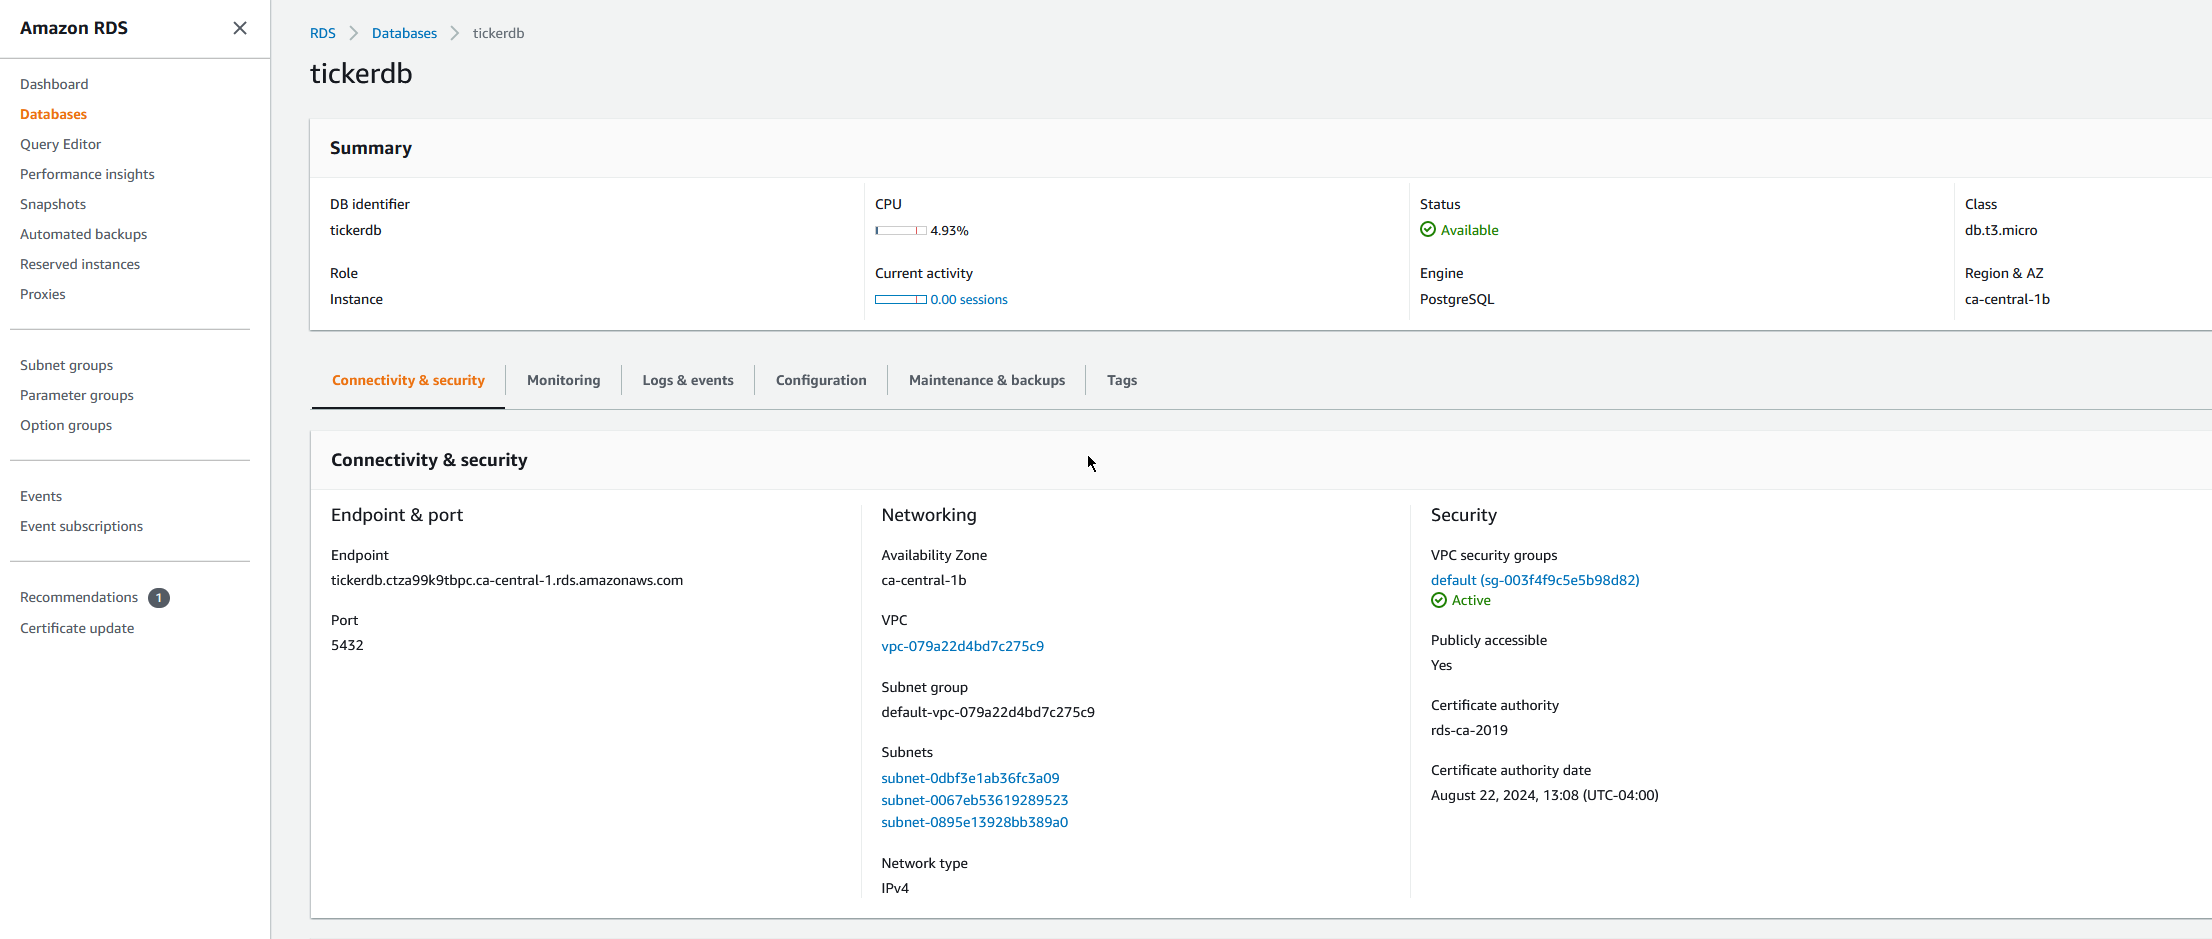 Amazon RDS
Dashboard
Databases
Query Editor
Performance insights
Snapshots
Automated backups
Reserved instances
Proxies
Subnet groups
Parameter groups
Option groups
Events
Event subscriptions
Recommendations 1
Certificate update
RDS Databases tickerdb
tickerdb
Summary
DB identifier
tickerdb
Role
Instance
CPU
4.93%
Current activity
0.00 sessions
Status
Available
Engine
PostgreSQL
Class
db.t3.micro
Region & AZ
ca-central-1b
Connectivity & security Monitoring Logs & events Configuration Maintenance & backups Tags
Connectivity & security
Endpoint & port
Endpoint
tickerdb.ctza99k9tbpc.ca-central-1.rds.amazonaws.com
Port
5432
Networking
Availability Zone
ca-central-1b
VPC
vpc-079a22d4bd7c275c9
Subnet group
default-vpc-079a22d4bd7c275c9
Subnets
subnet-0dbf3e1ab36fc3a09
subnet-0067eb53619289523
subnet-0895e13928bb389a0
Network type
IPv4
Security
VPC security groups
default (sg-003f4f9c5e5b98d82)
Active
Publicly accessible
Yes
Certificate authority
rds-ca-2019
Certificate authority date
August 22, 2024, 13:08 (UTC-04:00)